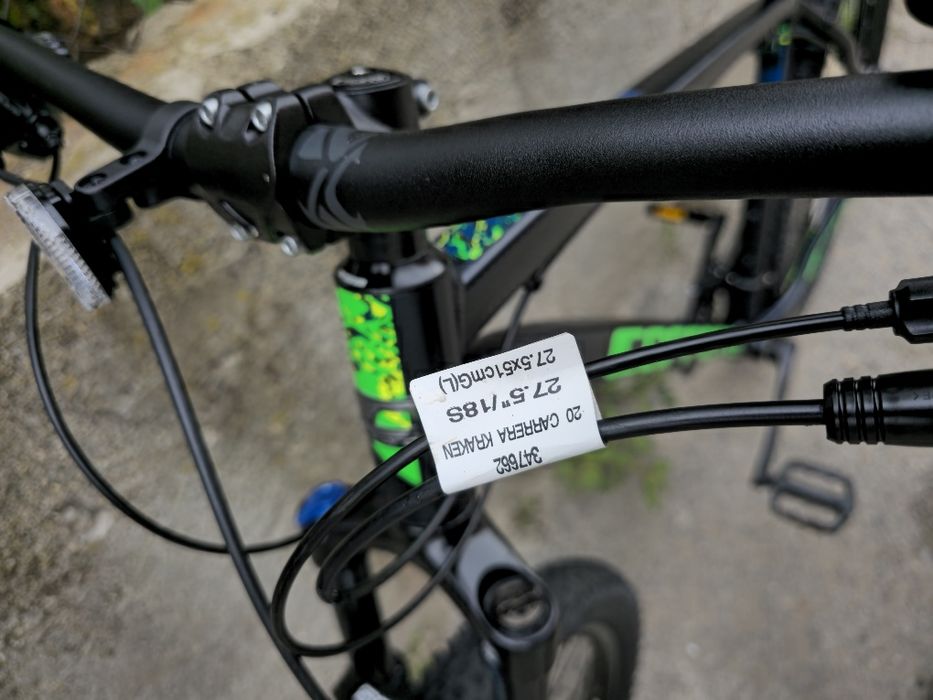 347662
20 CARRERA KRAKEN
27.5"/18S
27.5x51cmG(L)